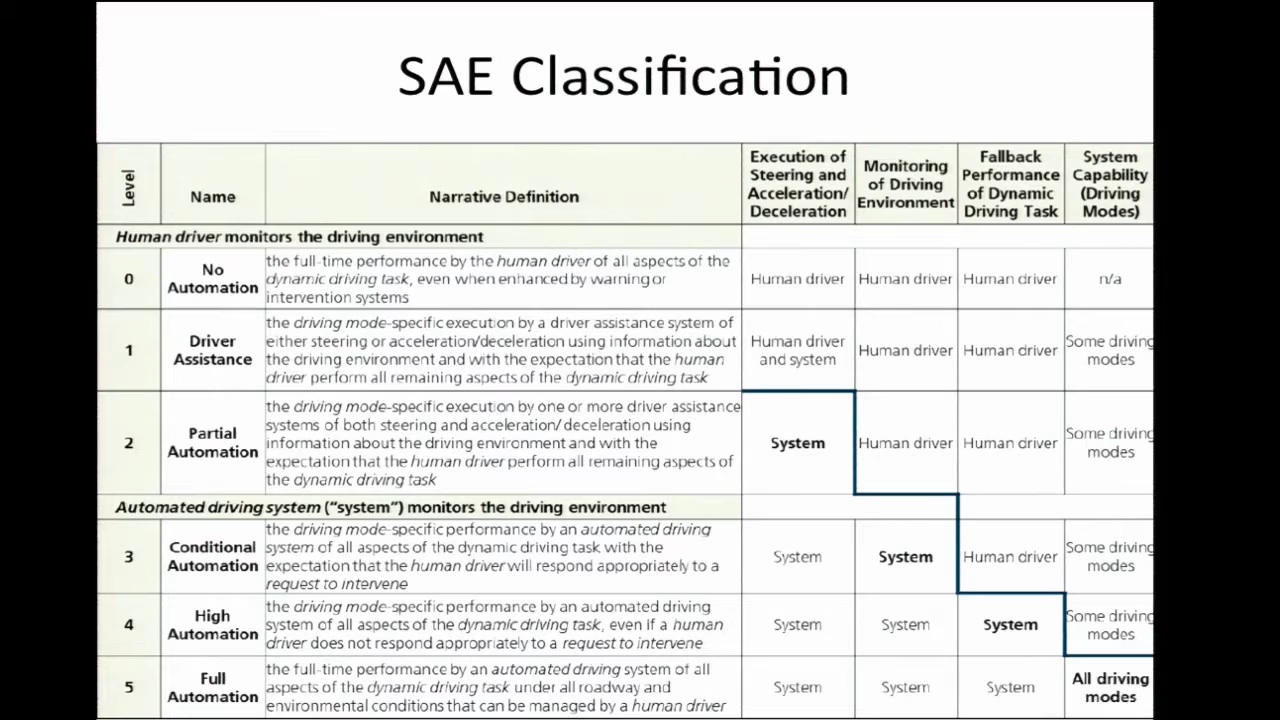 SAE Classification
Level
Name
Narrative Definition
Execution of
Steering and
Acceleration/
Deceleration
Monitoring
of Driving
Environment
Fallback
Performance
of Dynamic
Driving Task
System
Capability
(Driving
Modes)
Human driver monitors the driving environment
0
No
Automation
the full-time performance by the human driver of all aspects of the
dynamic driving task, even when enhanced by warning or
intervention systems
Human driver
Human driver
Human driver
n/a
1
Driver
Assistance
the driving mode-specific execution by a driver assistance system of
either steering or acceleration/deceleration using information about
the driving environment and with the expectation that the human
driver perform all remaining aspects of the dynamic driving task
Human driver
and system
Human driver
Human driver
Some driving
modes
2
Partial
Automation
the driving mode-specific execution by one or more driver assistance
systems of both steering and acceleration/ deceleration using
information about the driving environment and with the
expectation that the human driver perform all remaining aspects of
the dynamic driving task
System
Human driver
Human driver
Some driving
modes
Automated driving system (“system”) monitors the driving environment
3
Conditional
Automation
the driving mode-specific performance by an automated driving
system of all aspects of the dynamic driving task with the
expectation that the human driver will respond appropriately to a
request to intervene
System
System
Human driver
Some driving
modes
4
High
Automation
the driving mode-specific performance by an automated driving
system of all aspects of the dynamic driving task, even if a human
driver does not respond appropriately to a request to intervene
System
System
System
Some driving
modes
5
Full
Automation
the full-time performance by an automated driving system of all
aspects of the dynamic driving task under all roadway and
environmental conditions that can be managed by a human driver
System
System
System
All driving
modes